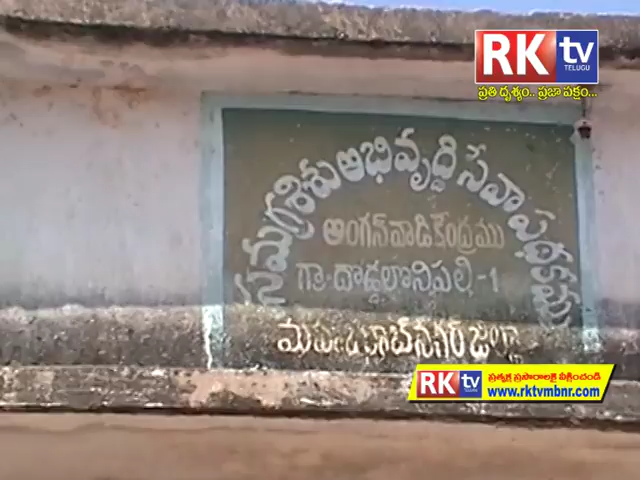 RK tv
TELUGU
ప్రతి దృశ్యం.. ప్రజా పక్షం...
సమగ్ర శిశు అభివృద్ధి సేవా పథకము
అంగన్ వాడి కేంద్రము
గ్రా-దొడ్డలోనిపల్లి-1
మహబూబ్ నగర్ జిల్లా
RK tv
ప్రత్యక్ష ప్రసారాలకై వీక్షించండి
www.rktvmbnr.com